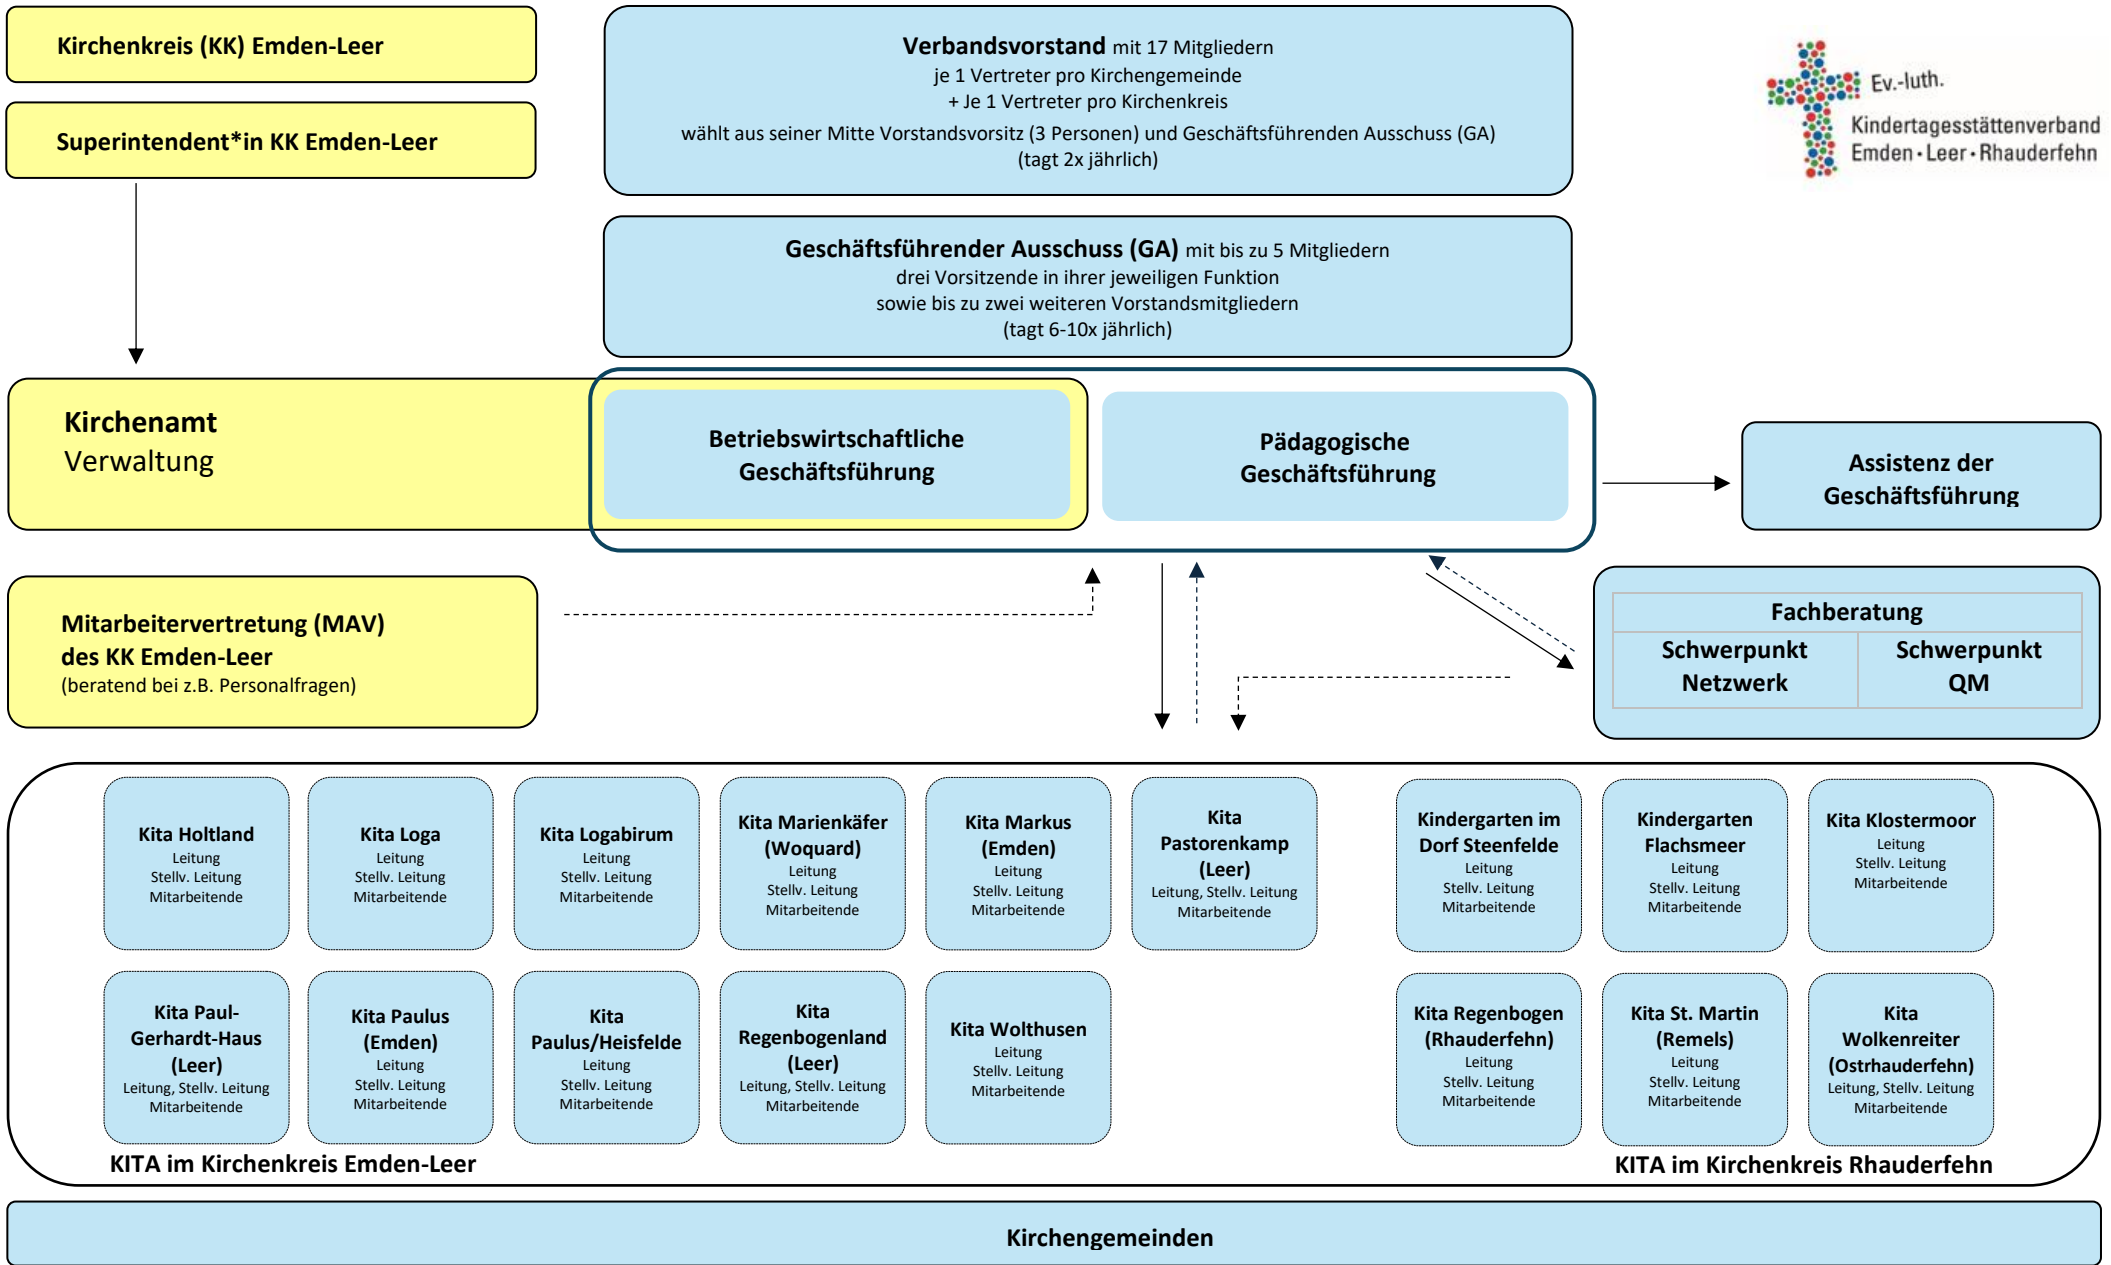 Kirchenkreis (KK) Emden-Leer
Superintendent*in KK Emden-Leer
Verbandsvorstand mit 17 Mitgliedern
je 1 Vertreter pro Kirchengemeinde
+ Je 1 Vertreter pro Kirchenkreis
wählt aus seiner Mitte Vorstandsvorsitz (3 Personen) und Geschäftsführenden Ausschuss (GA)
(tagt 2x jährlich)
Ev.-luth.
Kindertagesstättenverband
Emden · Leer · Rhauderfehn
Geschäftsführender Ausschuss (GA) mit bis zu 5 Mitgliedern
drei Vorsitzende in ihrer jeweiligen Funktion
sowie bis zu zwei weiteren Vorstandsmitgliedern
(tagt 6-10x jährlich)
Kirchenamt
Verwaltung
Betriebswirtschaftliche
Geschäftsführung
Pädagogische
Geschäftsführung
Assistenz der
Geschäftsführung
Mitarbeitervertretung (MAV)
des KK Emden-Leer
(beratend bei z.B. Personalfragen)
Fachberatung
Schwerpunkt
Netzwerk
Schwerpunkt
QM
Kita Holtland
Leitung
Stellv. Leitung
Mitarbeitende
Kita Loga
Leitung
Stellv. Leitung
Mitarbeitende
Kita Logabirum
Leitung
Stellv. Leitung
Mitarbeitende
Kita Marienkäfer
(Woquard)
Leitung
Stellv. Leitung
Mitarbeitende
Kita Markus
(Emden)
Leitung
Stellv. Leitung
Mitarbeitende
Kita
Pastorenkamp
(Leer)
Leitung, Stellv. Leitung
Mitarbeitende
Kindergarten im
Dorf Steenfelde
Leitung
Stellv. Leitung
Mitarbeitende
Kindergarten
Flachsmeer
Leitung
Stellv. Leitung
Mitarbeitende
Kita Klostermoor
Leitung
Stellv. Leitung
Mitarbeitende
Kita Paul-
Gerhardt-Haus
(Leer)
Leitung, Stellv. Leitung
Mitarbeitende
Kita Paulus
(Emden)
Leitung
Stellv. Leitung
Mitarbeitende
Kita
Paulus/Heisfelde
Leitung
Stellv. Leitung
Mitarbeitende
Kita
Regenbogenland
(Leer)
Leitung, Stellv. Leitung
Mitarbeitende
Kita Wolthusen
Leitung
Stellv. Leitung
Mitarbeitende
Kita Regenbogen
(Rhauderfehn)
Leitung
Stellv. Leitung
Mitarbeitende
Kita St. Martin
(Remels)
Leitung
Stellv. Leitung
Mitarbeitende
Kita
Wolkenreiter
(Ostrhauderfehn)
Leitung, Stellv. Leitung
Mitarbeitende
KITA im Kirchenkreis Emden-Leer
KITA im Kirchenkreis Rhauderfehn
Kirchengemeinden